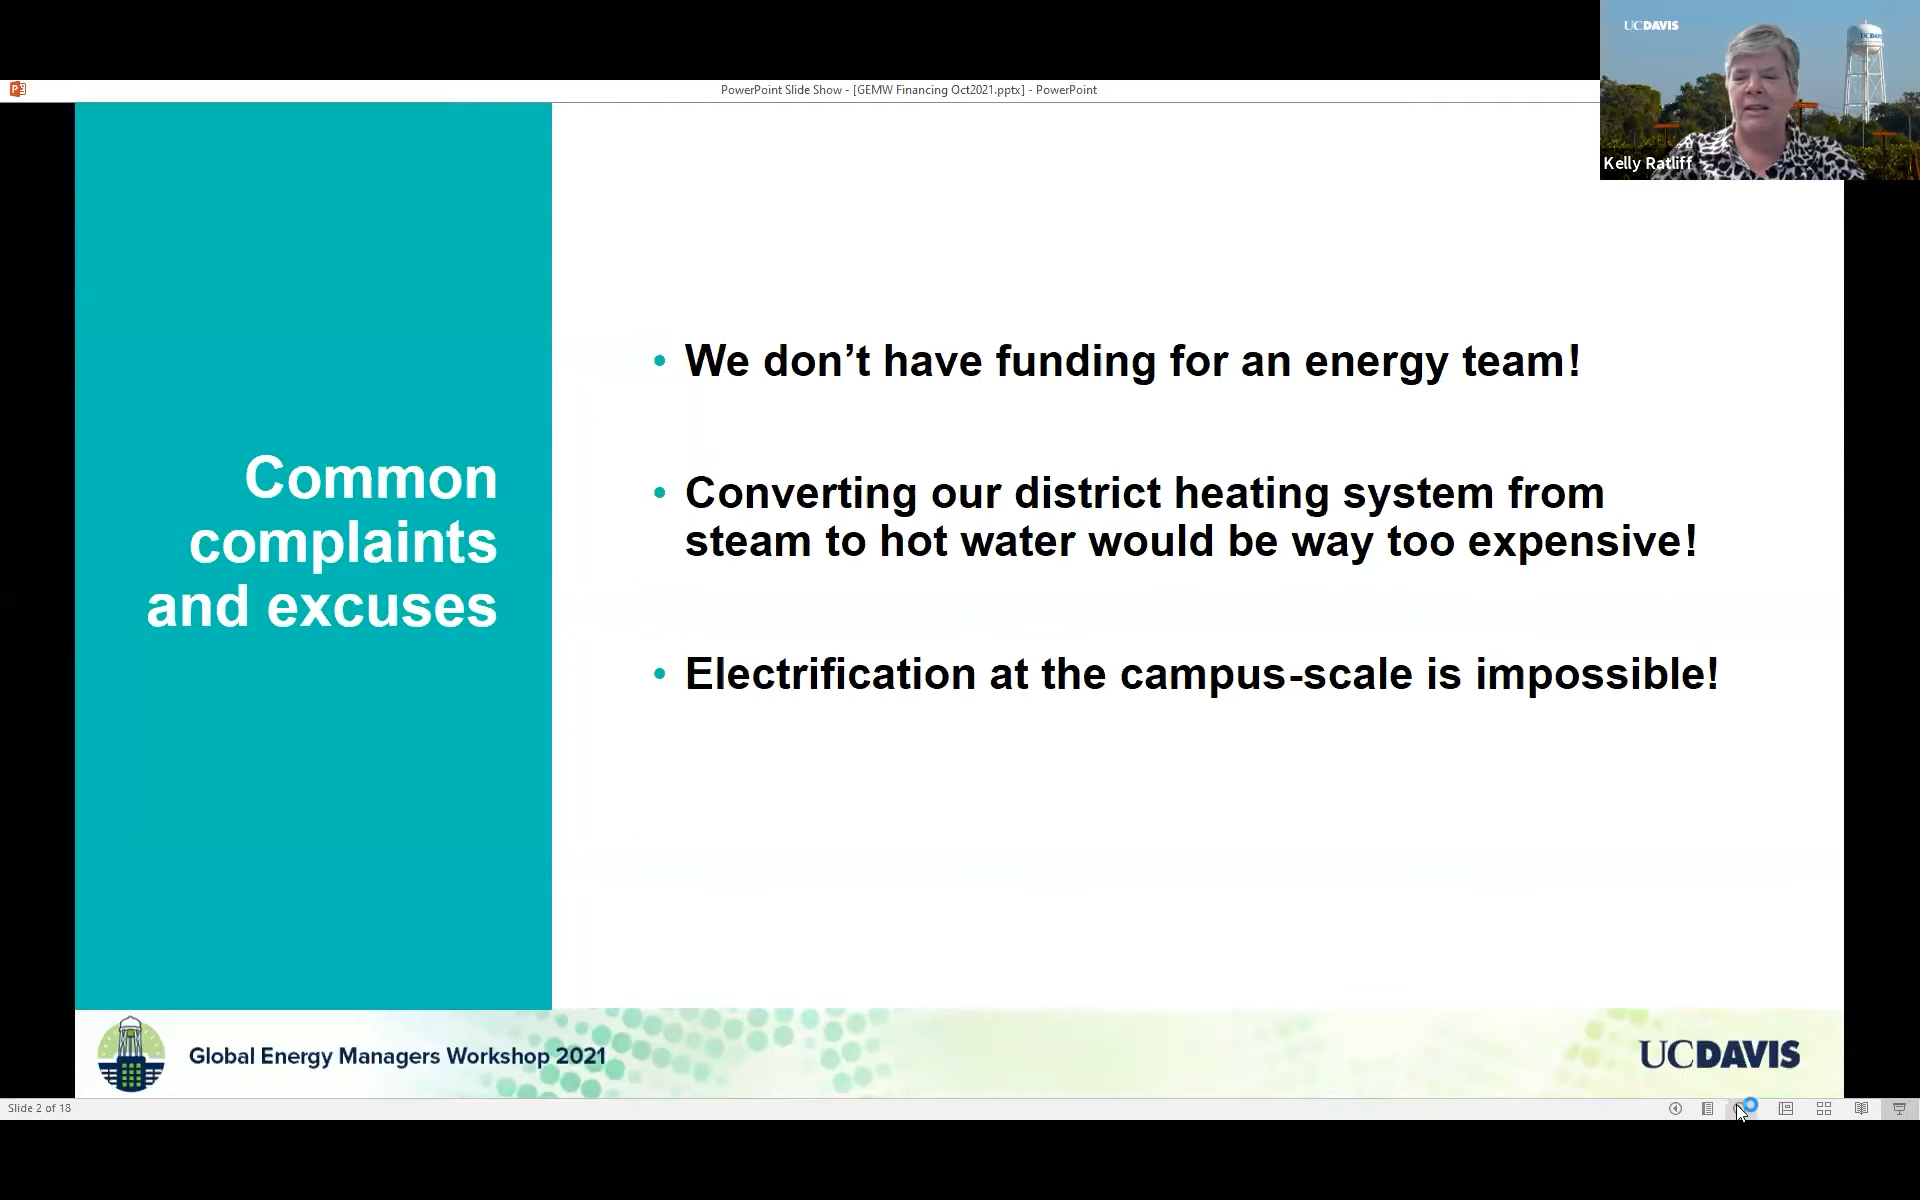 UCDAVIS
UCDAVIS
Kelly Ratliff
PowerPoint Slide Show - [GEMW Financing Oct2021.pptx] - PowerPoint
Common
complaints
and excuses
• We don’t have funding for an energy team!
• Converting our district heating system from
steam to hot water would be way too expensive!
• Electrification at the campus-scale is impossible!
Global Energy Managers Workshop 2021
UCDAVIS
Slide 2 of 18